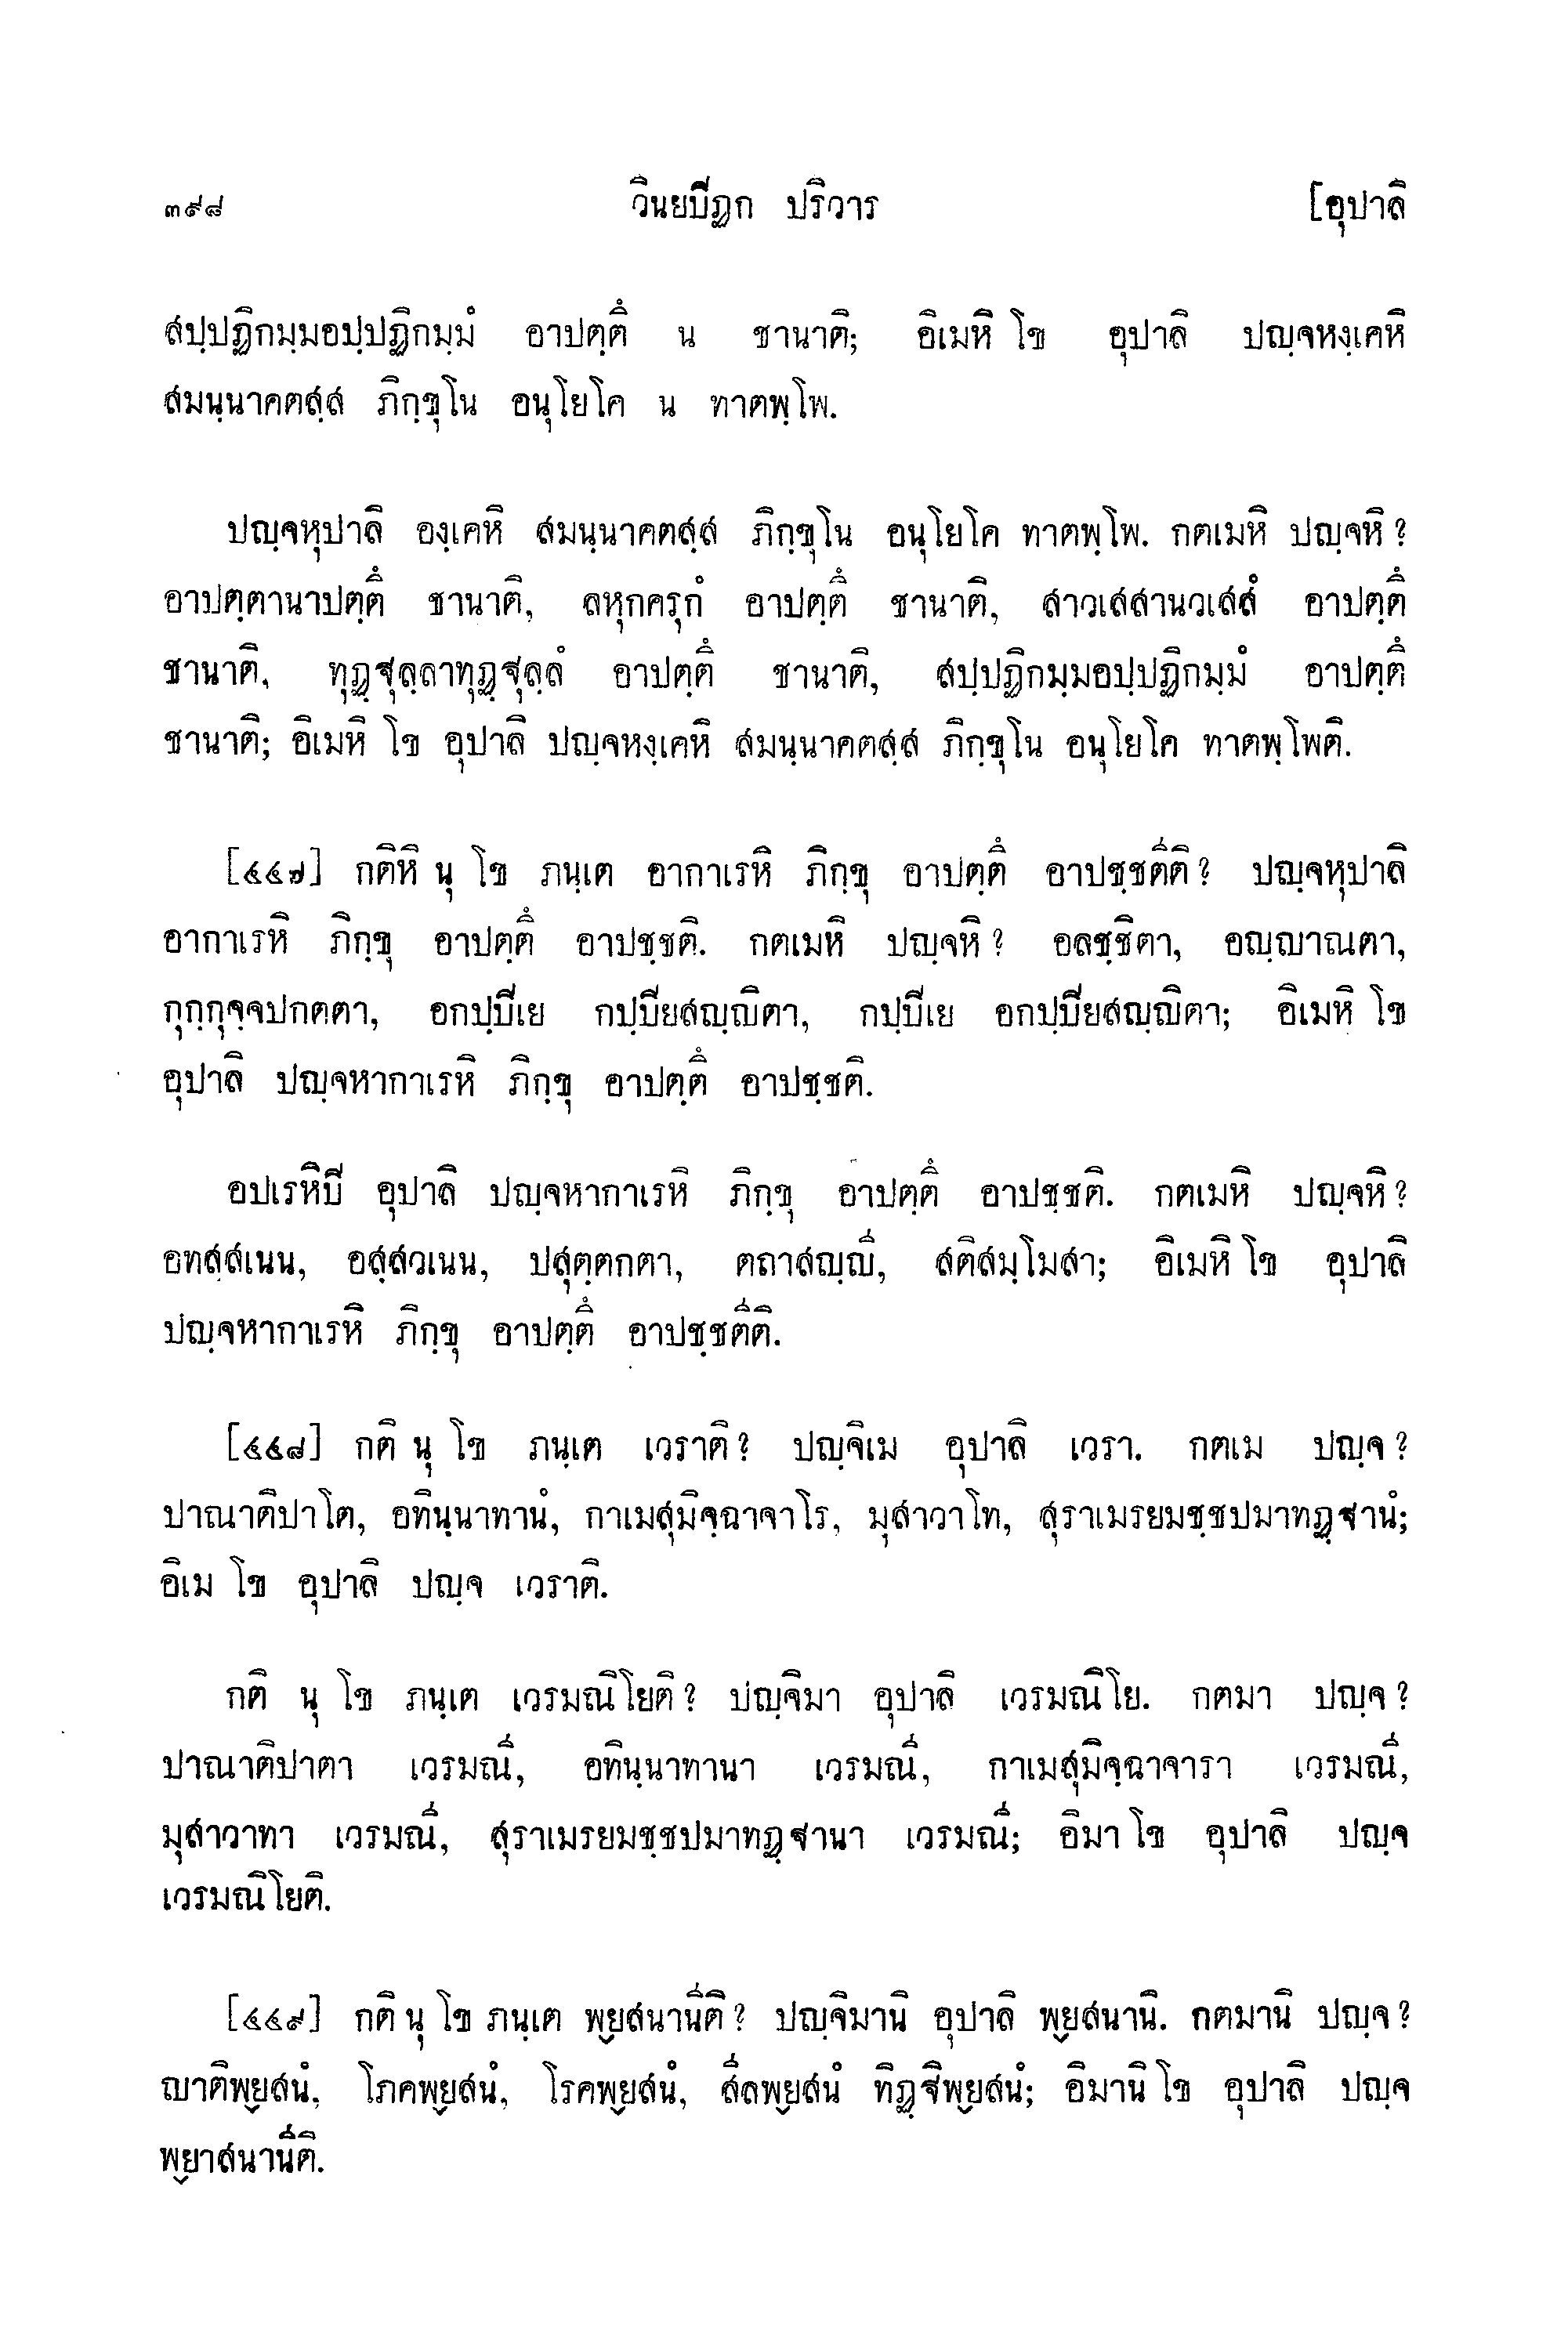 ๓๙๘ วินยปิฏก ปริวาร [อุปาลิ
สปฺปฏิกมฺมอปฺปฏิกมฺมํ อาปตฺตึ น ชานาติ; อิเมหิ โข อุปาลิ ปญฺจหงฺเคหิ
สมนฺนาคตสฺส ภิกฺขุโน อนุโยโค น ทาตพฺโพ.
ปญฺจหุปาลิ องฺเคหิ สมนฺนาคตสฺส ภิกฺขุโน อนุโยโค ทาตพฺโพ. กตเมหิ ปญฺจหิ?
อาปตฺตานาปตฺตึ ชานาติ, ลหุกครุกํ อาปตฺตึ ชานาติ, สาวเสสานวเสสํ อาปตฺตึ
ชานาติ, ทุฏฺฐุลฺลาทุฏฺฐุลฺลํ อาปตฺตึ ชานาติ, สปฺปฏิกมฺมอปฺปฏิกมฺมํ อาปตฺตึ
ชานาติ; อิเมหิ โข อุปาลิ ปญฺจหงฺเคหิ สมนฺนาคตสฺส ภิกฺขุโน อนุโยโค ทาตพฺโพติ.
[๔๔๗] กติหิ นุ โข ภนฺเต อากาเรหิ ภิกฺขุ อาปตฺตึ อาปชฺชตีติ? ปญฺจหุปาลิ
อากาเรหิ ภิกฺขุ อาปตฺตึ อาปชฺชติ. กตเมหิ ปญฺจหิ? อลชฺชิตา, อญฺญาณตา,
กุกฺกุจฺจปกตตา, อกปฺปิเย กปฺปิยสญฺญิตา, กปฺปิเย อกปฺปิยสญฺญิตา; อิเมหิ โข
อุปาลิ ปญฺจหากาเรหิ ภิกฺขุ อาปตฺตึ อาปชฺชติ.
อปเรหิปิ อุปาลิ ปญฺจหากาเรหิ ภิกฺขุ อาปตฺตึ อาปชฺชติ. กตเมหิ ปญฺจหิ?
อทสฺสเนน, อสฺสวเนน, ปสุตฺตกตา, ตถาสญฺญี, สติสมฺโมสา; อิเมหิ โข อุปาลิ
ปญฺจหากาเรหิ ภิกฺขุ อาปตฺตึ อาปชฺชตีติ.
[๔๔๘] กติ นุ โข ภนฺเต เวราติ? ปญฺจิเม อุปาลิ เวรา. กตเม ปญฺจ?
ปาณาติปาโต, อทินฺนาทานํ, กาเมสุมิจฺฉาจาโร, มุสาวาโท, สุราเมรยมชฺชปมาทฏฺฐานํ;
อิเม โข อุปาลิ ปญฺจ เวราติ.
กติ นุ โข ภนฺเต เวรมณิโยติ? ปญฺจิมา อุปาลิ เวรมณิโย. กตมา ปญฺจ?
ปาณาติปาตา เวรมณี, อทินฺนาทานา เวรมณี, กาเมสุมิจฺฉาจารา เวรมณี,
มุสาวาทา เวรมณี, สุราเมรยมชฺชปมาทฏฺฐานา เวรมณี; อิมา โข อุปาลิ ปญฺจ
เวรมณิโยติ.
[๔๔๙] กติ นุ โข ภนฺเต พฺยสนานีติ? ปญฺจิมานิ อุปาลิ พฺยสนานิ. กตมานิ ปญฺจ?
ญาติพฺยสนํ, โภคพฺยสนํ, โรคพฺยสนํ, สีลพฺยสนํ ทิฏฺฐิพฺยสนํ; อิมานิ โข อุปาลิ ปญฺจ
พฺยาสนานีติ.